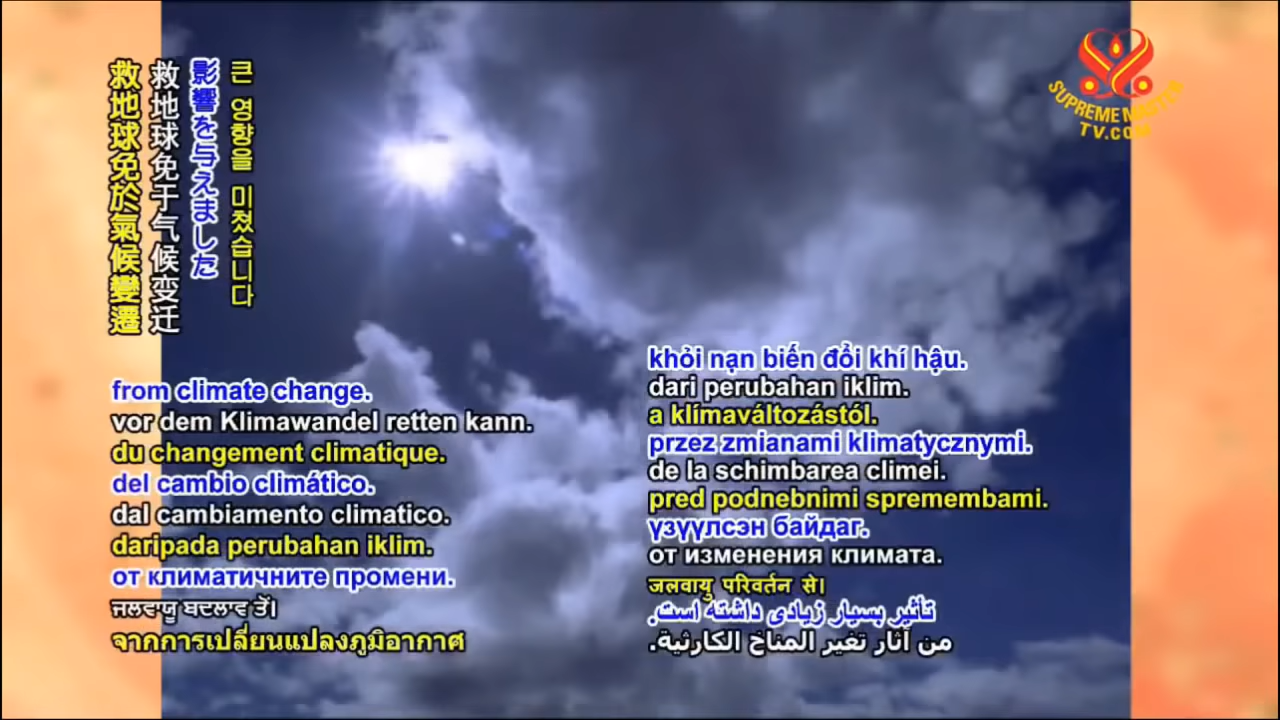 救地球免於氣候變遷
救地球免于气候变迁
影響を与えました
큰 영향을 미쳤습니다
SUPREME MASTER
TV.COM
from climate change.
vor dem Klimawandel retten kann.
du changement climatique.
del cambio climático.
dal cambiamento climatico.
daripada perubahan iklim.
от климатичните промени.
ਜਲਵਾਯੂ ਬਦਲਾਵ ਤੋਂ।
จากการเปลี่ยนแปลงภูมิอากาศ
khỏi nạn biến đổi khí hậu.
dari perubahan iklim.
a klímaváltozástól.
przez zmianami klimatycznymi.
de la schimbarea climei.
pred podnebnimi spremembami.
үзүүлсэн байдаг.
от изменения климата.
जलवायु परिवर्तन से।
تأثیر بسیار زیادی داشته است.
من آثار تغير المناخ الكارثية.